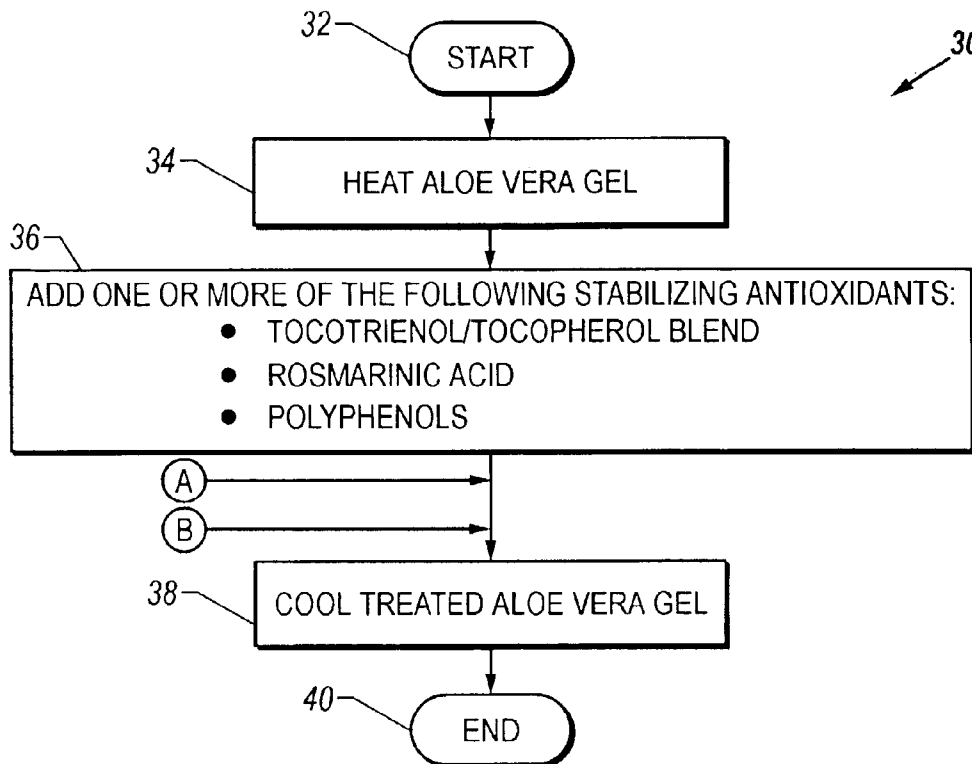 32
START
30
34
HEAT ALOE VERA GEL
36
ADD ONE OR MORE OF THE FOLLOWING STABILIZING ANTIOXIDANTS:
• TOCOTRIENOL/TOCOPHEROL BLEND
• ROSMARINIC ACID
• POLYPHENOLS
A
B
38
COOL TREATED ALOE VERA GEL
40
END